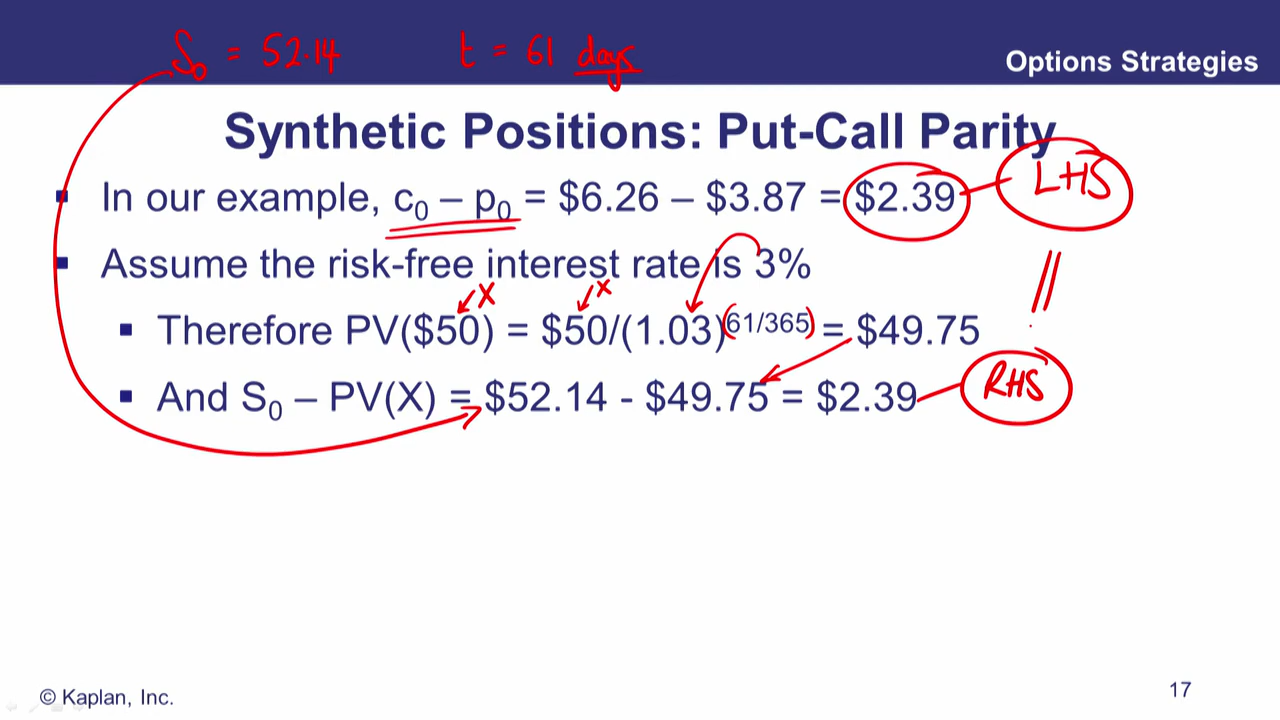 S₀ = 52.14 t = 61 days
Options Strategies
Synthetic Positions: Put-Call Parity
▪ In our example, c₀ – p₀ = $6.26 – $3.87 = $2.39 LHS
▪ Assume the risk-free interest rate is 3%
x x
▪ Therefore PV($50) = $50/(1.03)^(61/365) = $49.75
▪ And S₀ – PV(X) = $52.14 - $49.75 = $2.39 RHS
© Kaplan, Inc.
17